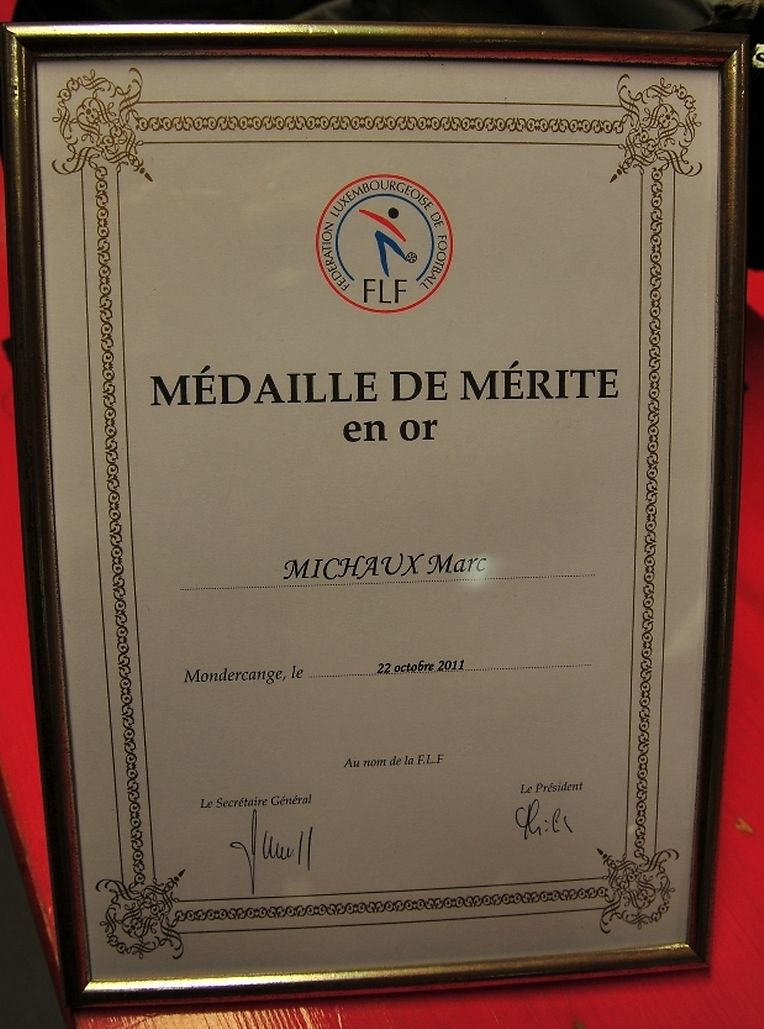 FEDERATION LUXEMBOURGEOISE DE FOOTBALL
FLF
MÉDAILLE DE MÉRITE
en or
MICHAUX Marc
Mondercange, le 22 octobre 2011
Au nom de la F.L.F
Le Secrétaire Général
Le Président